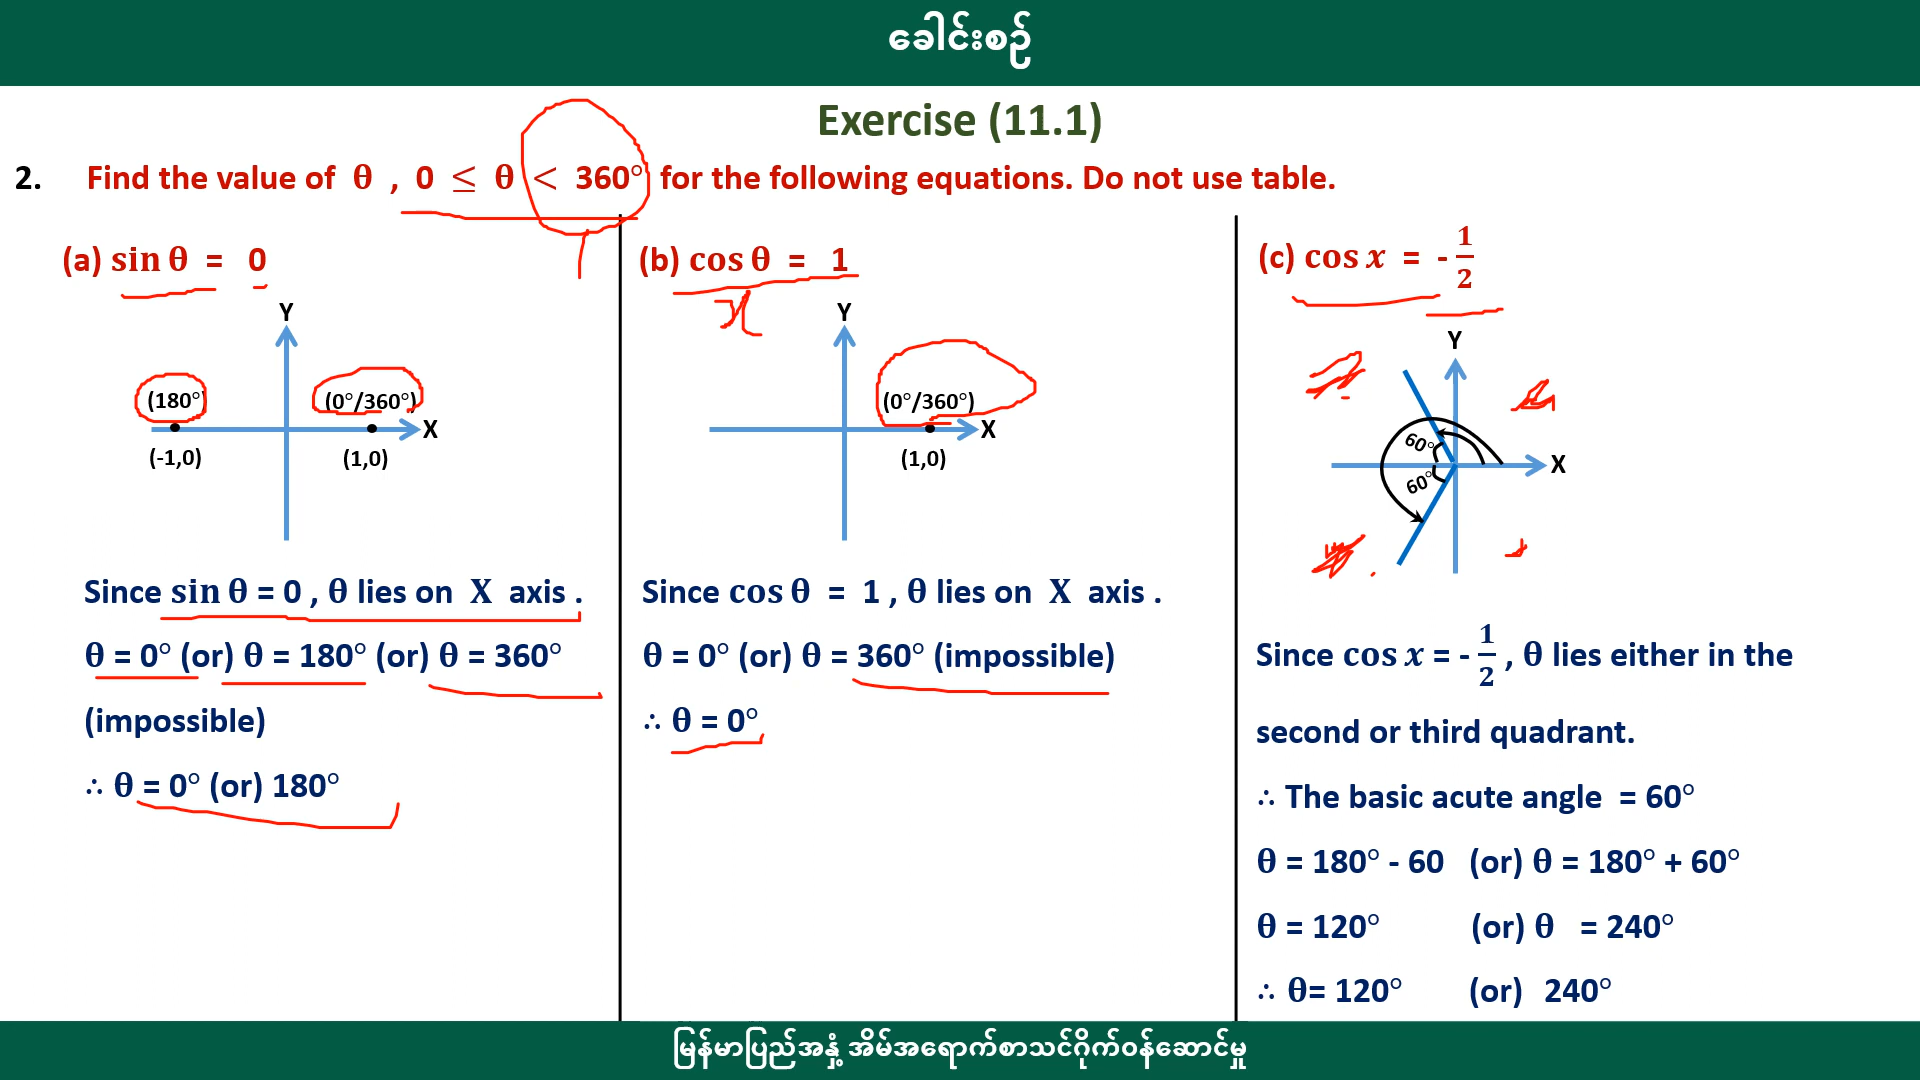 ခေါင်းစဉ်
Exercise (11.1)
2. Find the value of θ , 0 ≤ θ < 360° for the following equations. Do not use table.
(a) sin θ = 0
Y
(180°)
(0°/360°)
X
(-1,0)
(1,0)
Since sin θ = 0 , θ lies on X axis .
θ = 0° (or) θ = 180° (or) θ = 360°
(impossible)
∴ θ = 0° (or) 180°
(b) cos θ = 1
x
Y
(0°/360°)
X
(1,0)
Since cos θ = 1 , θ lies on X axis .
θ = 0° (or) θ = 360° (impossible)
∴ θ = 0°
(c) cos x = - 1/2
Y
60°
X
60°
Since cos x = - 1/2 , θ lies either in the
second or third quadrant.
∴ The basic acute angle = 60°
θ = 180° - 60 (or) θ = 180° + 60°
θ = 120° (or) θ = 240°
∴ θ= 120° (or) 240°
မြန်မာပြည်အနှံ့ အိမ်အရောက်စာသင်ဂိုက်ဝန်ဆောင်မှု